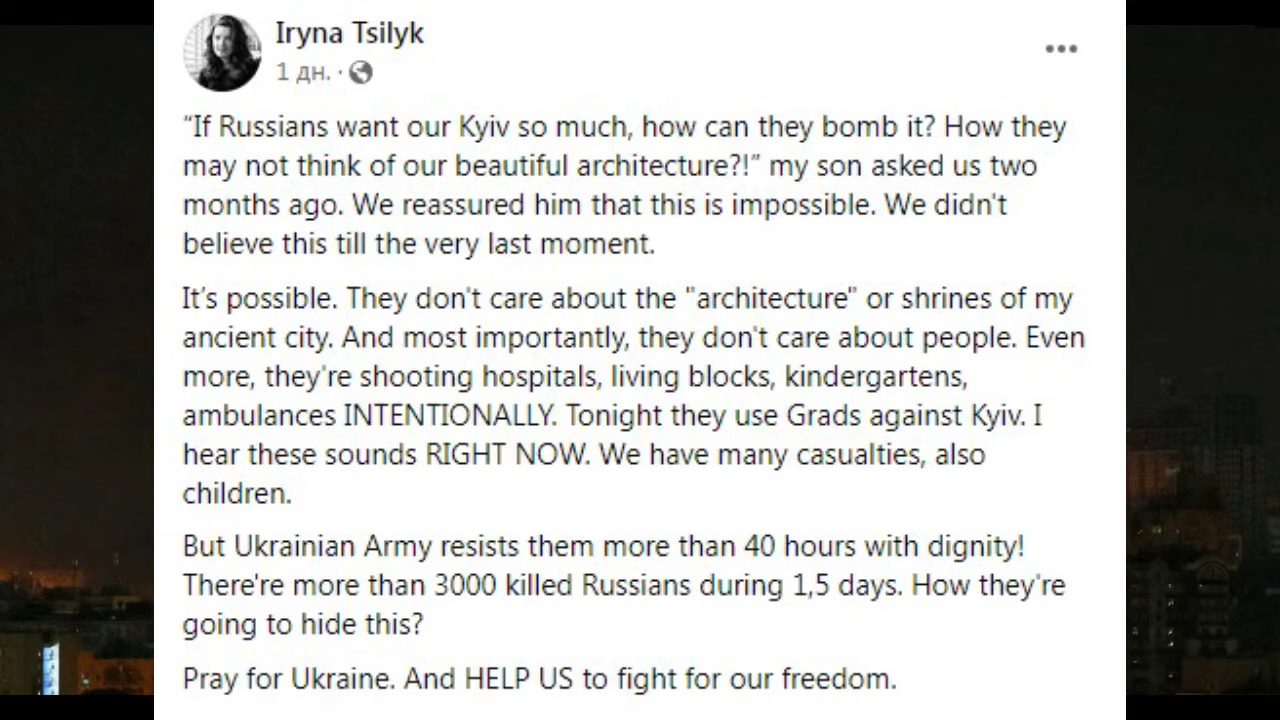 Iryna Tsilyk
1 дн. ·
“If Russians want our Kyiv so much, how can they bomb it? How they
may not think of our beautiful architecture?!” my son asked us two
months ago. We reassured him that this is impossible. We didn't
believe this till the very last moment.
It’s possible. They don't care about the "architecture" or shrines of my
ancient city. And most importantly, they don't care about people. Even
more, they're shooting hospitals, living blocks, kindergartens,
ambulances INTENTIONALLY. Tonight they use Grads against Kyiv. I
hear these sounds RIGHT NOW. We have many casualties, also
children.
But Ukrainian Army resists them more than 40 hours with dignity!
There're more than 3000 killed Russians during 1,5 days. How they're
going to hide this?
Pray for Ukraine. And HELP US to fight for our freedom.